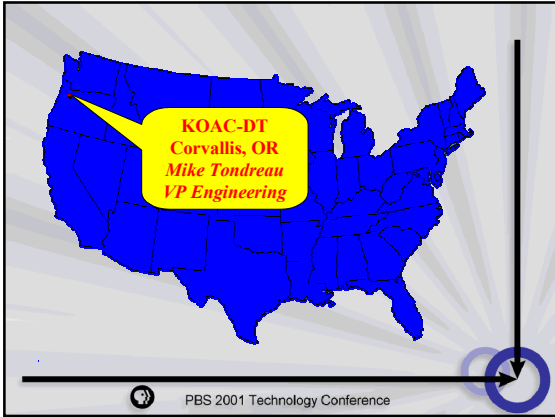 KOAC-DT
Corvallis, OR
Mike Tondreau
VP Engineering
PBS 2001 Technology Conference